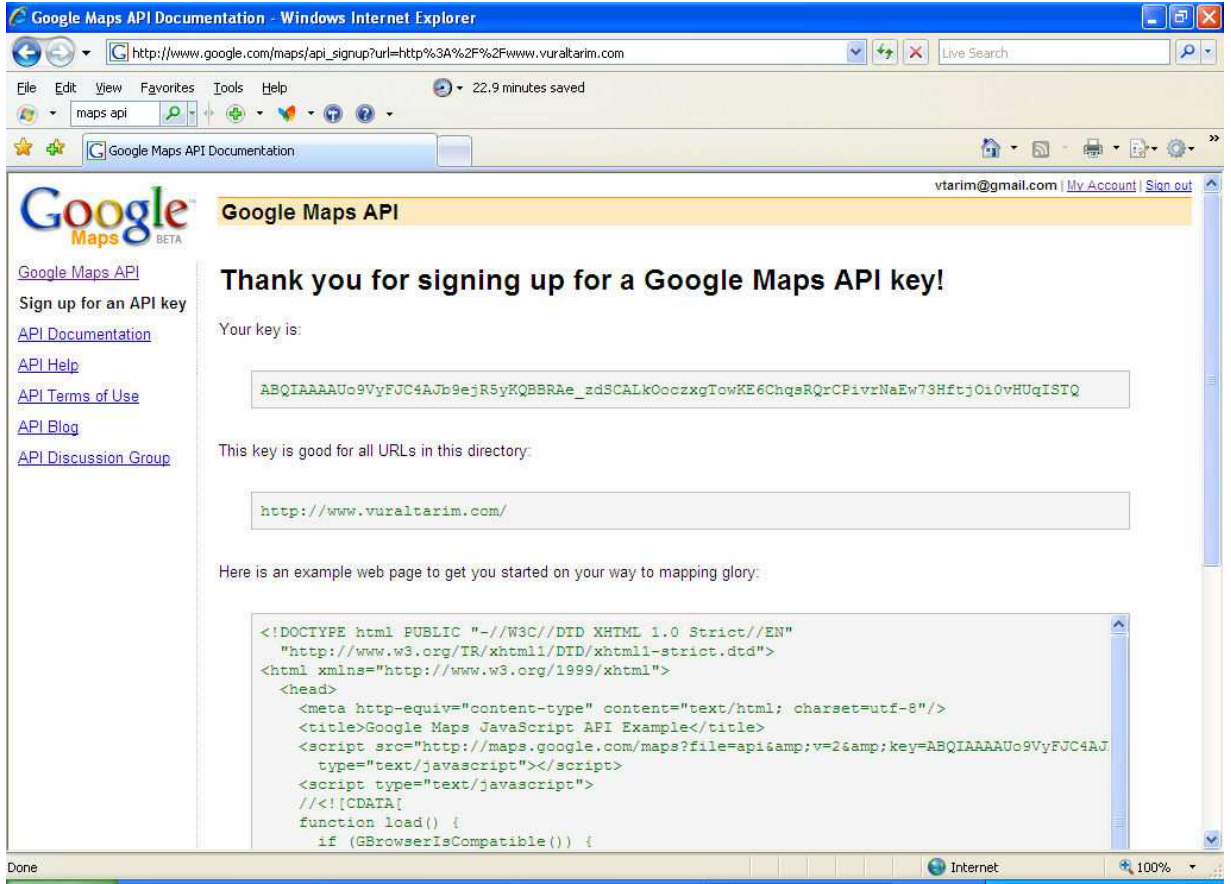 Google Maps API Documentation - Windows Internet Explorer
http://www.google.com/maps/api_signup?url=http%3A%2F%2Fwww.vuraltarim.com
Live Search
File Edit View Favorites Tools Help
22.9 minutes saved
maps api
Google Maps API Documentation
vtarim@gmail.com | My Account | Sign out
Google
Maps BETA
Google Maps API
Google Maps API
Sign up for an API key
API Documentation
API Help
API Terms of Use
API Blog
API Discussion Group
Thank you for signing up for a Google Maps API key!
Your key is:
ABQIAAAAUo9VyFJC4AJb9ejR5yKQBBRAe_zdSCALkOoczxgTowKE6ChqsRQrCPivrNaEw73HftjOi0vHUqISTQ
This key is good for all URLs in this directory:
http://www.vuraltarim.com/
Here is an example web page to get you started on your way to mapping glory:
<!DOCTYPE html PUBLIC "-//W3C//DTD XHTML 1.0 Strict//EN"
"http://www.w3.org/TR/xhtml1/DTD/xhtml1-strict.dtd">
<html xmlns="http://www.w3.org/1999/xhtml">
<head>
<meta http-equiv="content-type" content="text/html; charset=utf-8"/>
<title>Google Maps JavaScript API Example</title>
<script src="http://maps.google.com/maps?file=api&amp;v=2&amp;key=ABQIAAAAUo9VyFJC4AJ
type="text/javascript"></script>
<script type="text/javascript">
//<![CDATA[
function load() {
if (GBrowserIsCompatible()) {
Done
Internet
100%